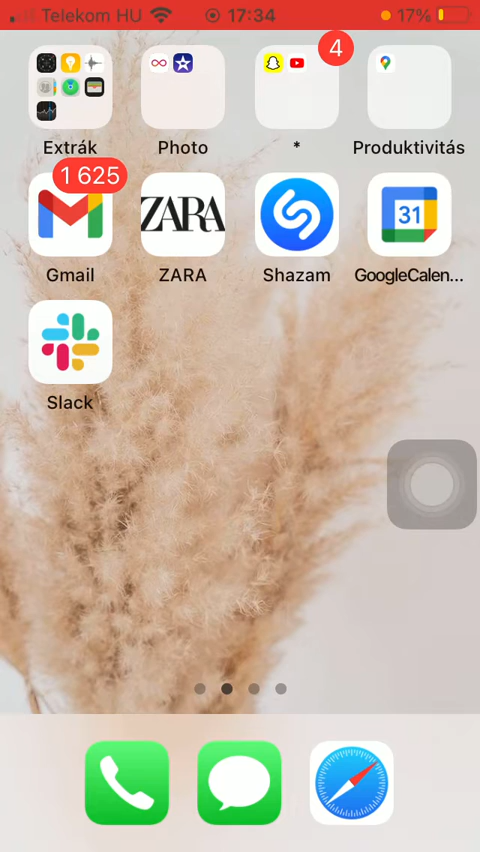 Telekom HU 17:34 17%
4
Extrák Photo * Produktivitás
1 625
ZARA 31
Gmail ZARA Shazam GoogleCalen...
Slack